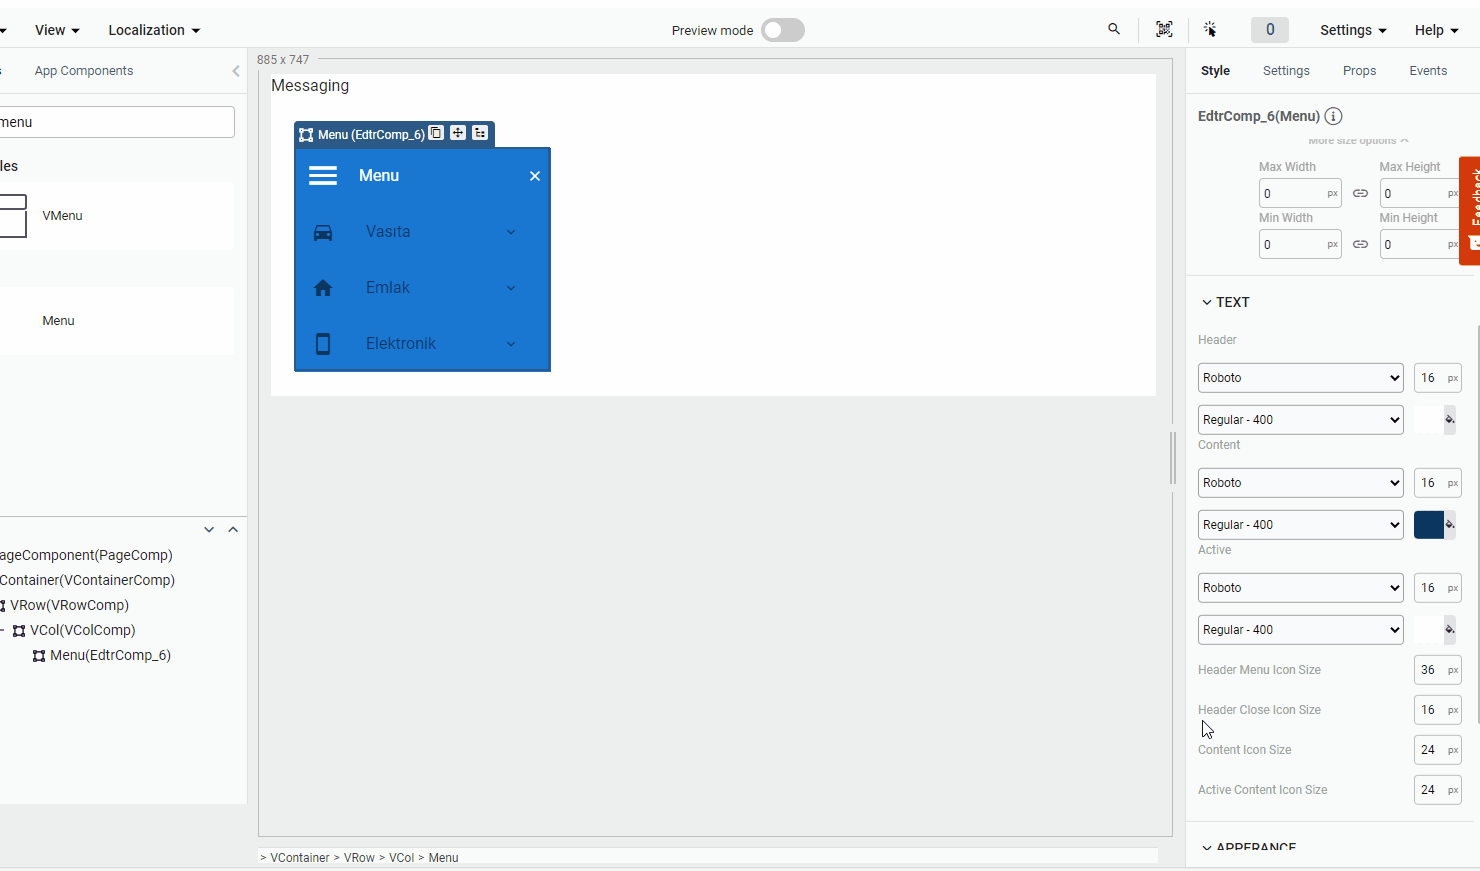 View
Localization
Preview mode
0
Settings
Help
App Components
885 x 747
Style
Settings
Props
Events
Messaging
menu
EdtrComp_6(Menu)
Menu (EdtrComp_6)
More size options
Max Width
Max Height
0 px
0 px
Min Width
Min Height
0 px
0 px
Feedback
Menu
Vasıta
Emlak
Elektronik
les
VMenu
Menu
TEXT
Header
Roboto
16 px
Regular - 400
Content
Roboto
16 px
Regular - 400
Active
Roboto
16 px
Regular - 400
Header Menu Icon Size
36 px
Header Close Icon Size
16 px
Content Icon Size
24 px
Active Content Icon Size
24 px
APPERANCE
ageComponent(PageComp)
Container(VContainerComp)
VRow(VRowComp)
VCol(VColComp)
Menu(EdtrComp_6)
> VContainer > VRow > VCol > Menu